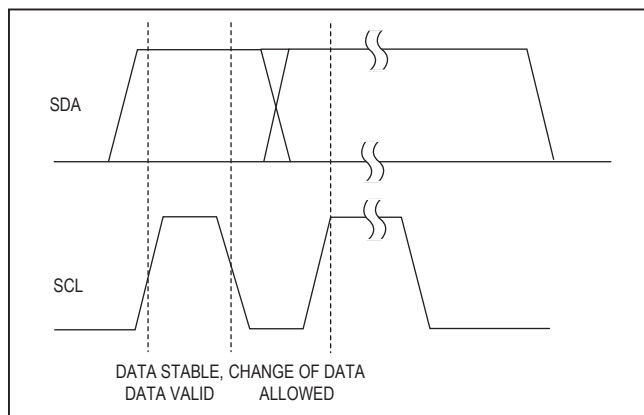 SDA
SCL
DATA STABLE, CHANGE OF DATA
DATA VALID ALLOWED